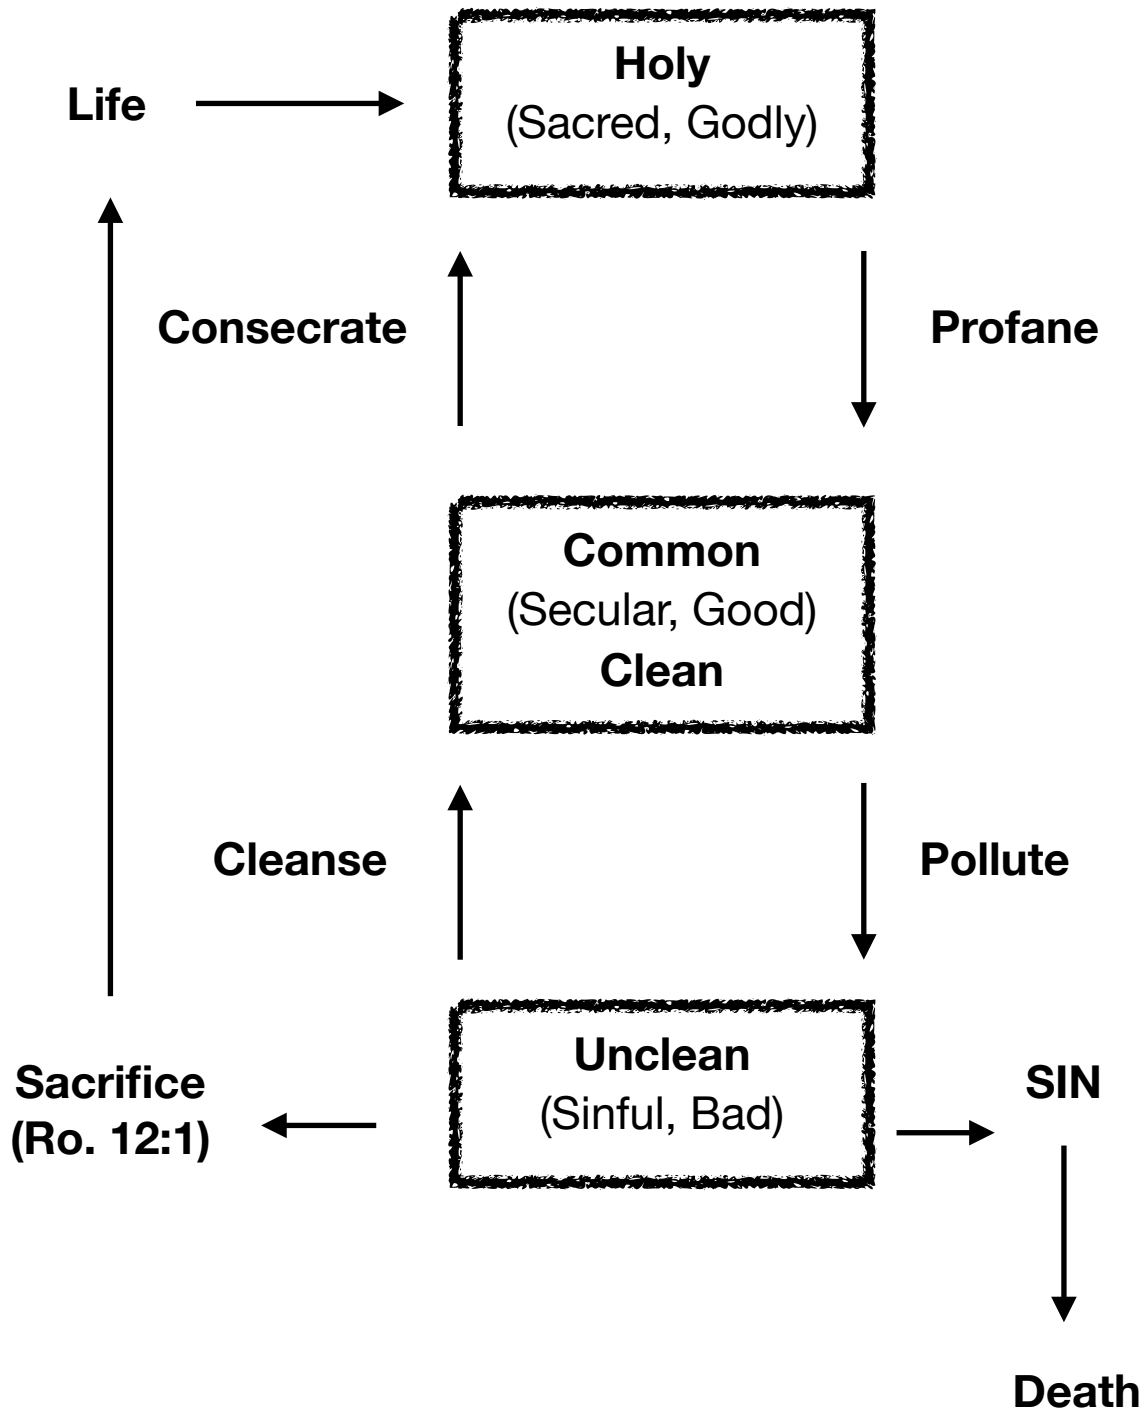 Holy
(Sacred, Godly)
Life
Consecrate
Profane
Common
(Secular, Good)
Clean
Cleanse
Pollute
Unclean
(Sinful, Bad)
Sacrifice
(Ro. 12:1)
SIN
Death